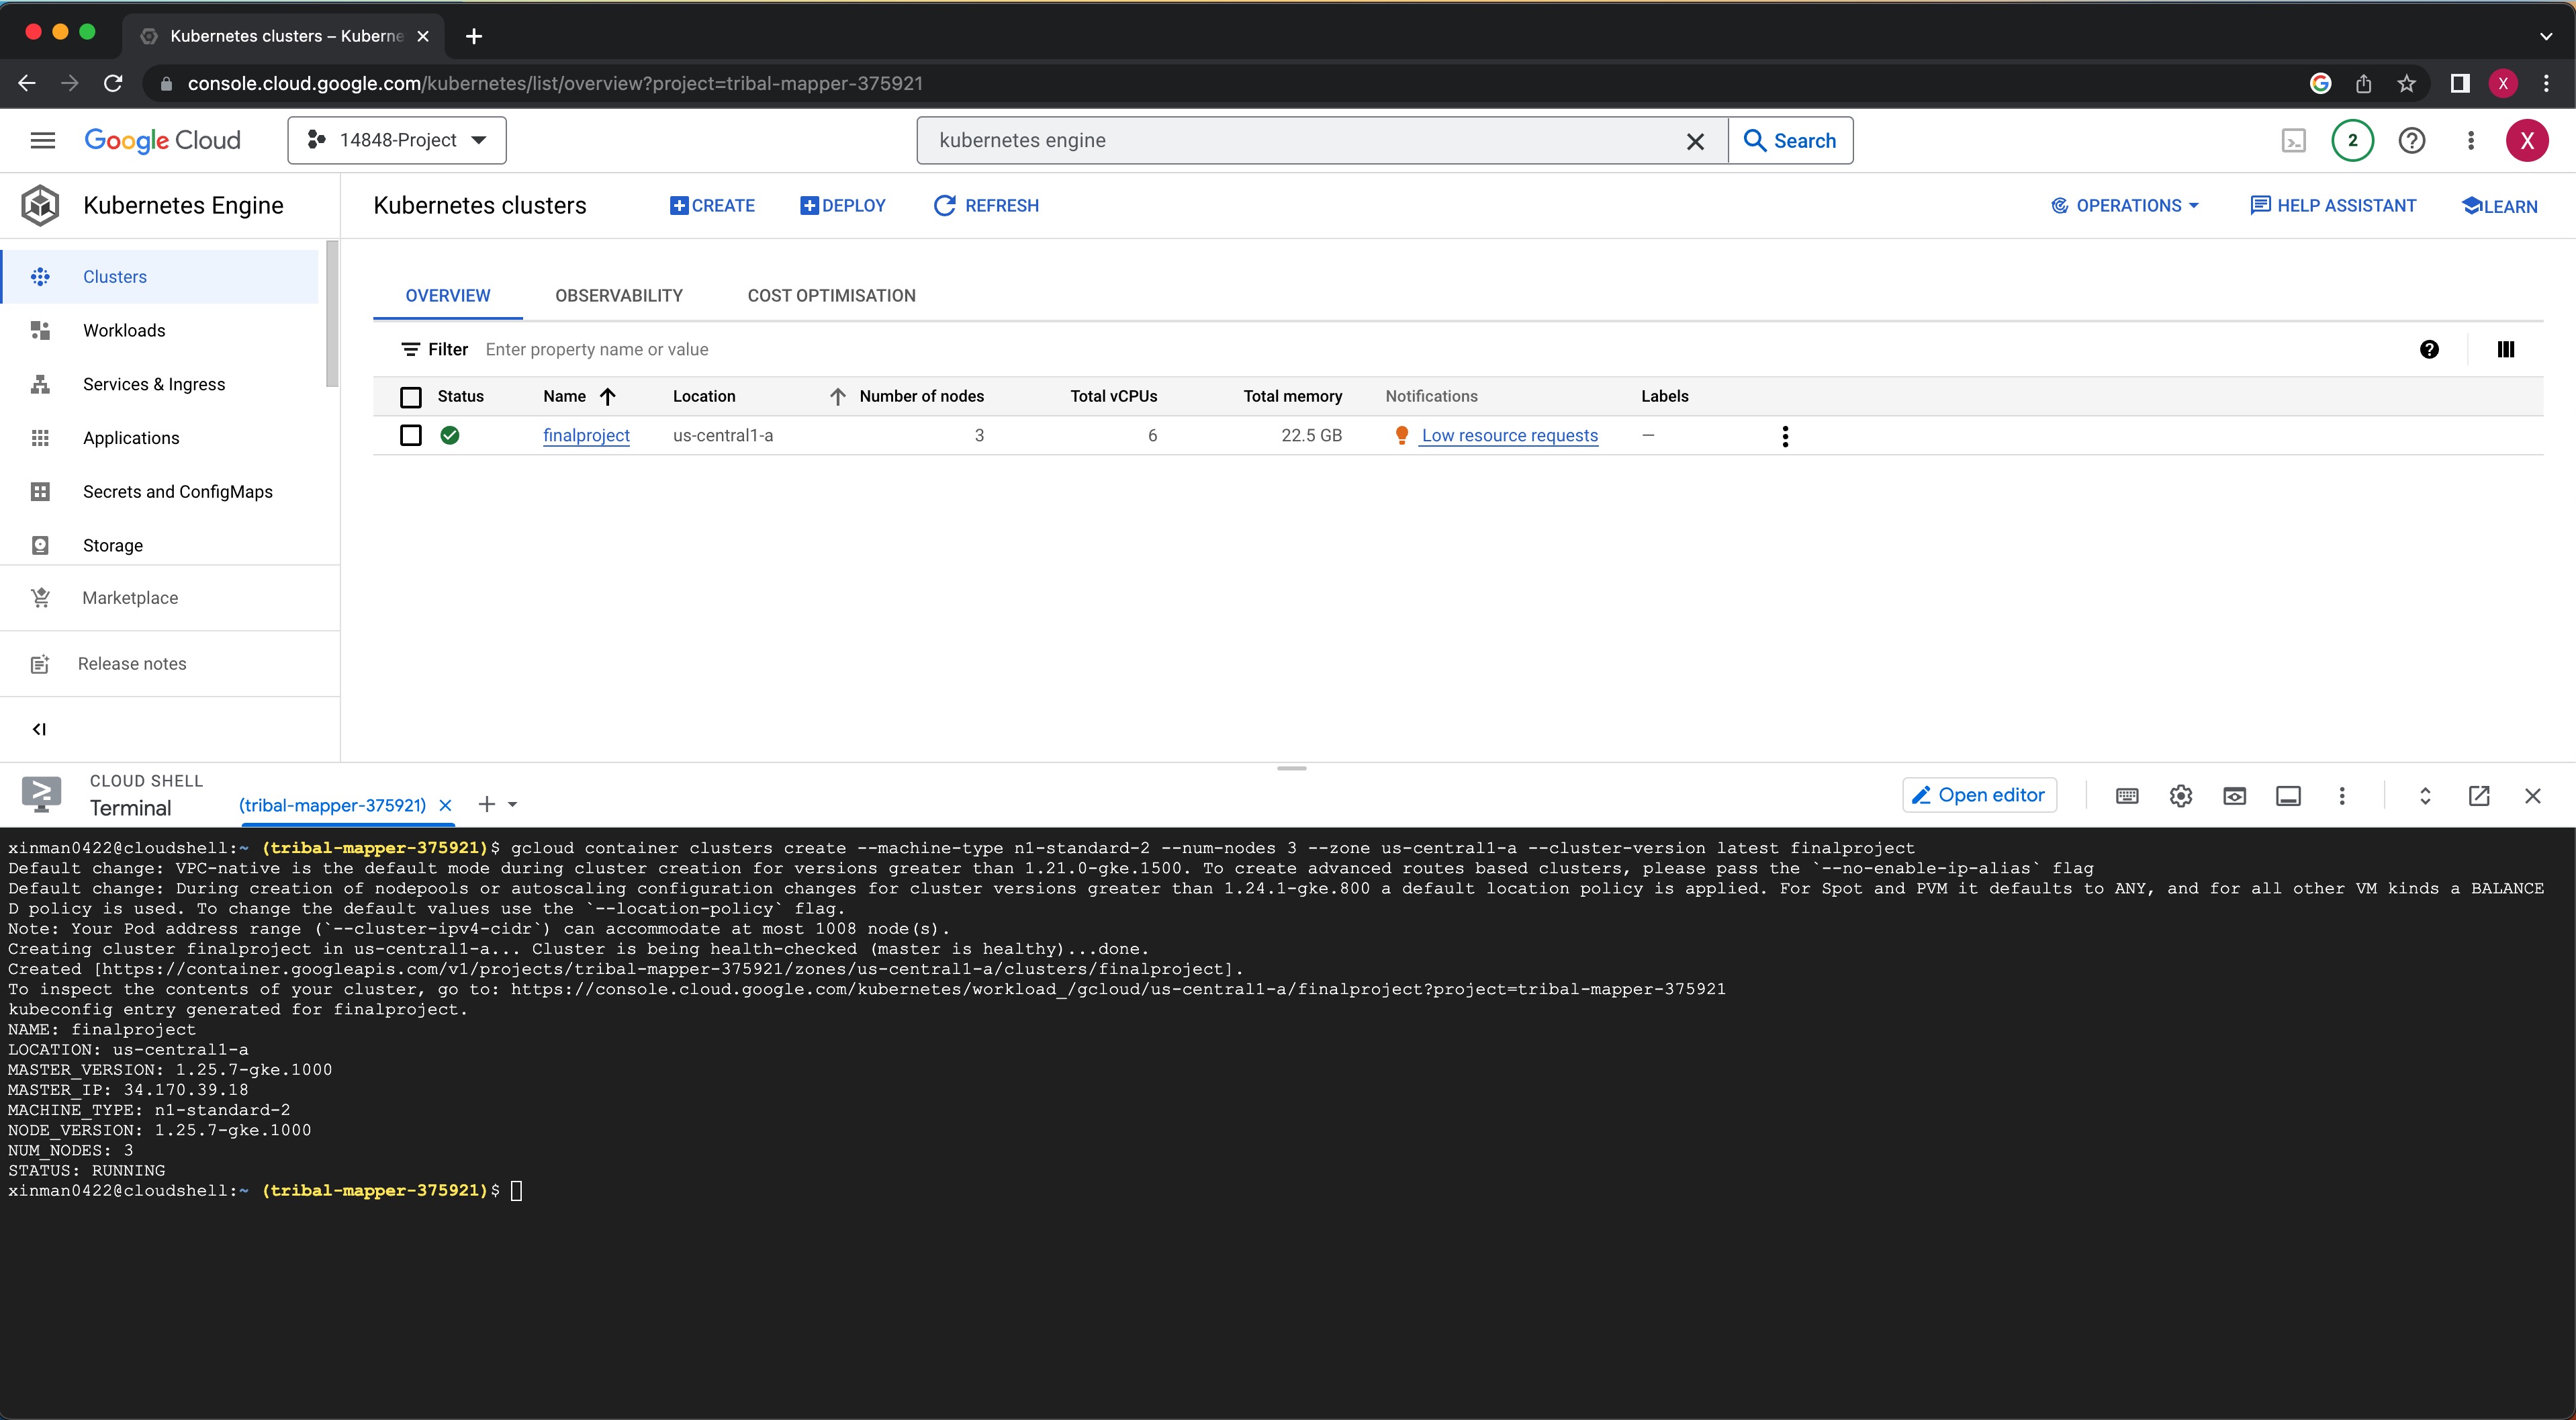 Kubernetes clusters – Kuberne
console.cloud.google.com/kubernetes/list/overview?project=tribal-mapper-375921
X
Google Cloud
14848-Project
kubernetes engine
Search
2
X
Kubernetes Engine
Kubernetes clusters
CREATE
DEPLOY
REFRESH
OPERATIONS
HELP ASSISTANT
LEARN
Clusters
Workloads
Services & Ingress
Applications
Secrets and ConfigMaps
Storage
Marketplace
Release notes
OVERVIEW OBSERVABILITY COST OPTIMISATION
Filter Enter property name or value
Status Name Location Number of nodes Total vCPUs Total memory Notifications Labels
finalproject us-central1-a 3 6 22.5 GB Low resource requests —
CLOUD SHELL
Terminal
(tribal-mapper-375921)
Open editor
xinman0422@cloudshell:~ (tribal-mapper-375921)$ gcloud container clusters create --machine-type n1-standard-2 --num-nodes 3 --zone us-central1-a --cluster-version latest finalproject
Default change: VPC-native is the default mode during cluster creation for versions greater than 1.21.0-gke.1500. To create advanced routes based clusters, please pass the `--no-enable-ip-alias` flag
Default change: During creation of nodepools or autoscaling configuration changes for cluster versions greater than 1.24.1-gke.800 a default location policy is applied. For Spot and PVM it defaults to ANY, and for all other VM kinds a BALANCE
D policy is used. To change the default values use the `--location-policy` flag.
Note: Your Pod address range (`--cluster-ipv4-cidr`) can accommodate at most 1008 node(s).
Creating cluster finalproject in us-central1-a... Cluster is being health-checked (master is healthy)...done.
Created [https://container.googleapis.com/v1/projects/tribal-mapper-375921/zones/us-central1-a/clusters/finalproject].
To inspect the contents of your cluster, go to: https://console.cloud.google.com/kubernetes/workload_/gcloud/us-central1-a/finalproject?project=tribal-mapper-375921
kubeconfig entry generated for finalproject.
NAME: finalproject
LOCATION: us-central1-a
MASTER_VERSION: 1.25.7-gke.1000
MASTER_IP: 34.170.39.18
MACHINE_TYPE: n1-standard-2
NODE_VERSION: 1.25.7-gke.1000
NUM_NODES: 3
STATUS: RUNNING
xinman0422@cloudshell:~ (tribal-mapper-375921)$